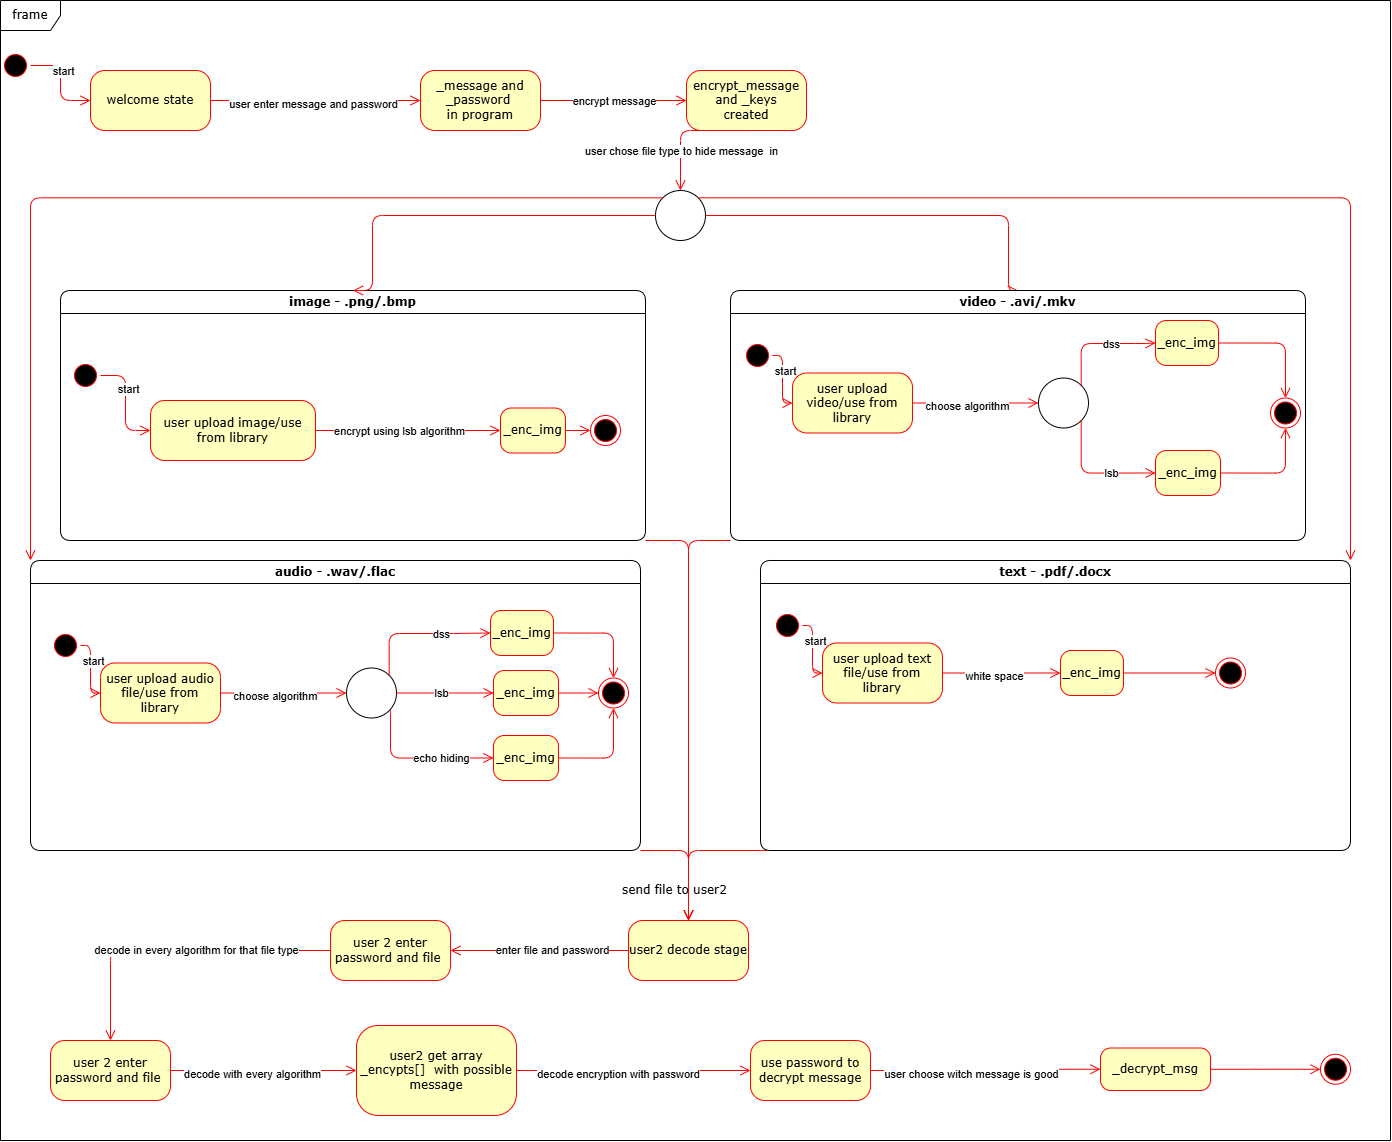 frame
start
welcome state
user enter message and password
_message and
_password
in program
encrypt message
encrypt_message
and _keys
created
user chose file type to hide message  in
image - .png/.bmp
start
user upload image/use
from library
encrypt using lsb algorithm
_enc_img
video - .avi/.mkv
start
user upload
video/use from
library
choose algorithm
dss
_enc_img
lsb
_enc_img
audio - .wav/.flac
start
user upload audio
file/use from
library
choose algorithm
dss
_enc_img
lsb
_enc_img
echo hiding
_enc_img
text - .pdf/.docx
start
user upload text
file/use from
library
white space
_enc_img
send file to user2
user2 decode stage
enter file and password
user 2 enter
password and file
decode in every algorithm for that file type
user 2 enter
password and file
decode with every algorithm
user2 get array
_encypts[]  with possible
message
decode encryption with password
use password to
decrypt message
user choose witch message is good
_decrypt_msg